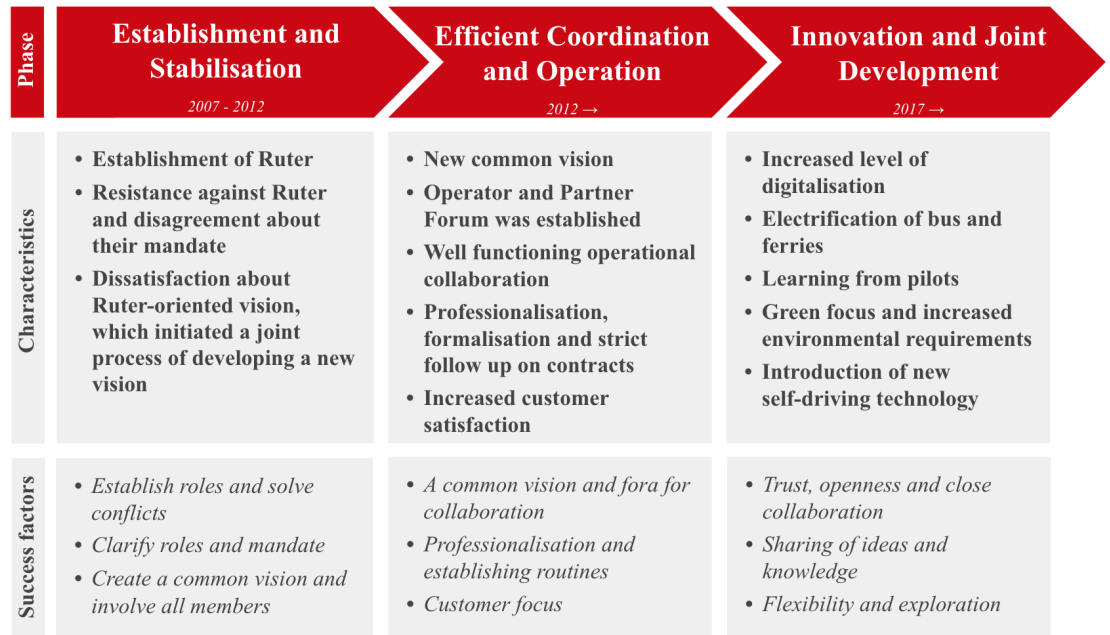 Phase
Establishment and
Stabilisation
2007 - 2012
Efficient Coordination
and Operation
2012 →
Innovation and Joint
Development
2017 →
Characteristics
• Establishment of Ruter
• Resistance against Ruter
and disagreement about
their mandate
• Dissatisfaction about
Ruter-oriented vision,
which initiated a joint
process of developing a new
vision
• New common vision
• Operator and Partner
Forum was established
• Well functioning operational
collaboration
• Professionalisation,
formalisation and strict
follow up on contracts
• Increased customer
satisfaction
• Increased level of
digitalisation
• Electrification of bus and
ferries
• Learning from pilots
• Green focus and increased
environmental requirements
• Introduction of new
self-driving technology
Success factors
• Establish roles and solve
conflicts
• Clarify roles and mandate
• Create a common vision and
involve all members
• A common vision and fora for
collaboration
• Professionalisation and
establishing routines
• Customer focus
• Trust, openness and close
collaboration
• Sharing of ideas and
knowledge
• Flexibility and exploration